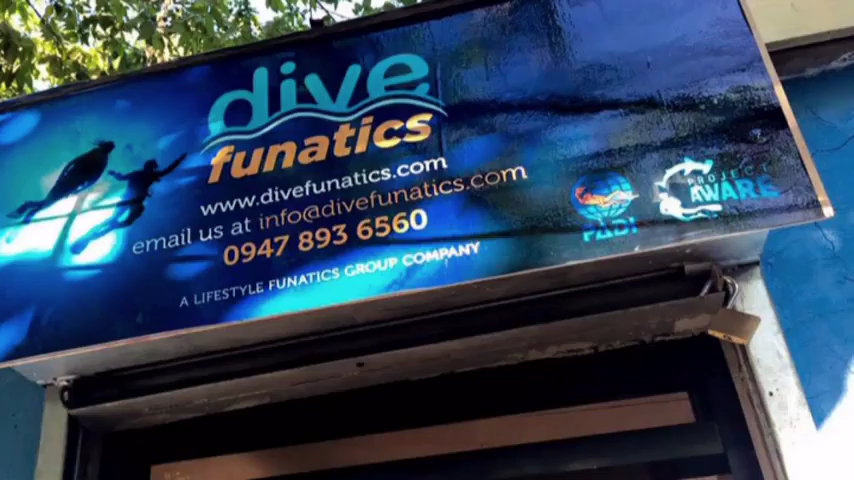 dive
funatics
www.divefunatics.com
email us at info@divefunatics.com
0947 893 6560
A LIFESTYLE FUNATICS GROUP COMPANY
PADI
PROJECT
AWARE